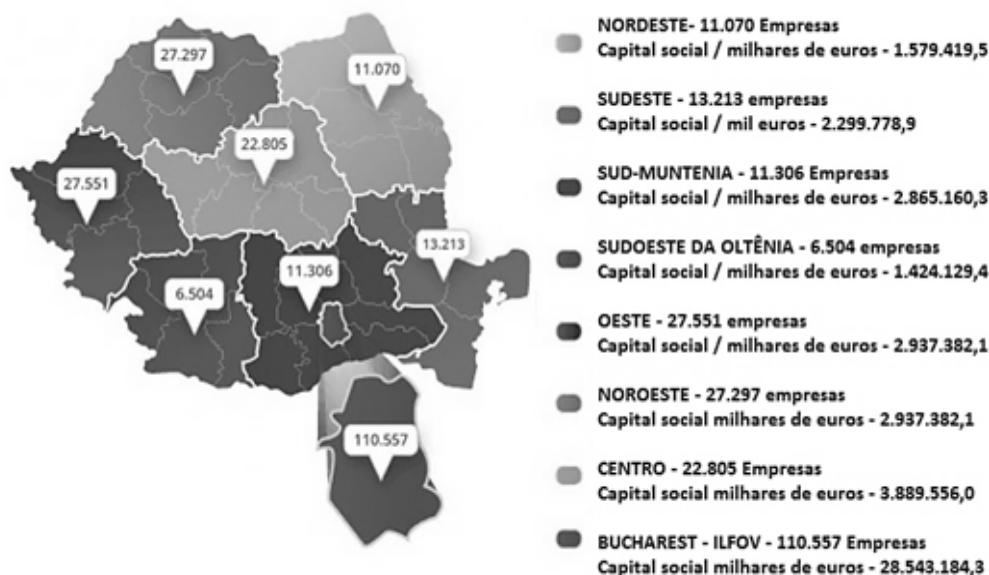 27.297
11.070
22.805
27.551
13.213
11.306
6.504
110.557
NORDESTE- 11.070 Empresas
Capital social / milhares de euros - 1.579.419,5
SUDESTE - 13.213 empresas
Capital social / mil euros - 2.299.778,9
SUD-MUNTENIA - 11.306 Empresas
Capital social / milhares de euros - 2.865.160,3
SUDOESTE DA OLTÊNIA - 6.504 empresas
Capital social / milhares de euros - 1.424.129,4
OESTE - 27.551 empresas
Capital social / milhares de euros - 2.937.382,1
NOROESTE - 27.297 empresas
Capital social milhares de euros - 2.937.382,1
CENTRO - 22.805 Empresas
Capital social milhares de euros - 3.889.556,0
BUCHAREST - ILFOV - 110.557 Empresas
Capital social milhares de euros - 28.543.184,3